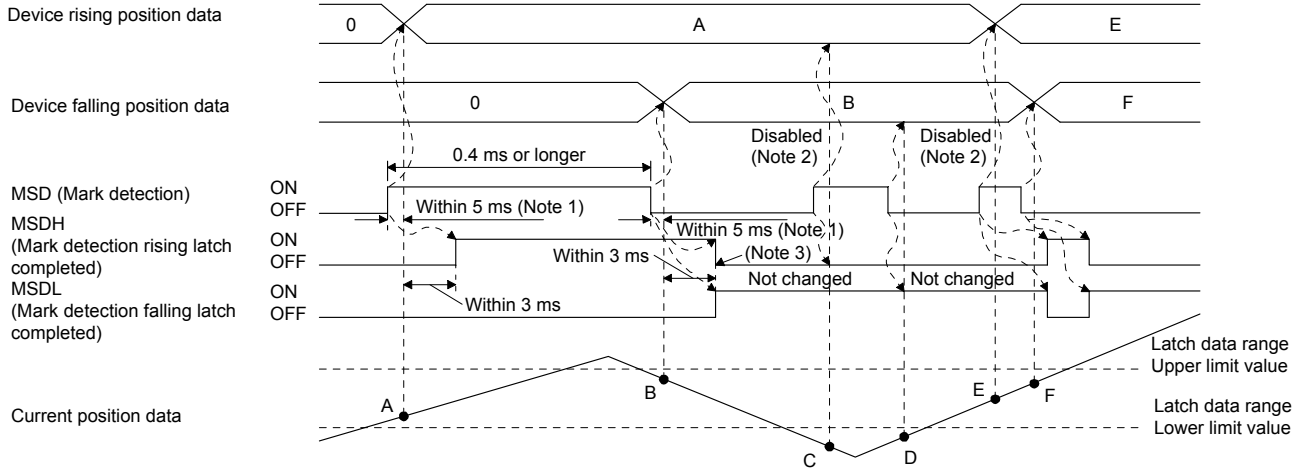 Device rising position data
0
A
E
Device falling position data
0
B
F
Disabled
(Note 2)
Disabled
(Note 2)
0.4 ms or longer
MSD (Mark detection)
ON
OFF
Within 5 ms (Note 1)
MSDH
(Mark detection rising latch
completed)
ON
OFF
Within 5 ms (Note 1)
(Note 3)
Within 3 ms
Not changed
Not changed
MSDL
(Mark detection falling latch
completed)
ON
OFF
Within 3 ms
Latch data range
Upper limit value
Current position data
A
B
C
D
E
F
Latch data range
Lower limit value